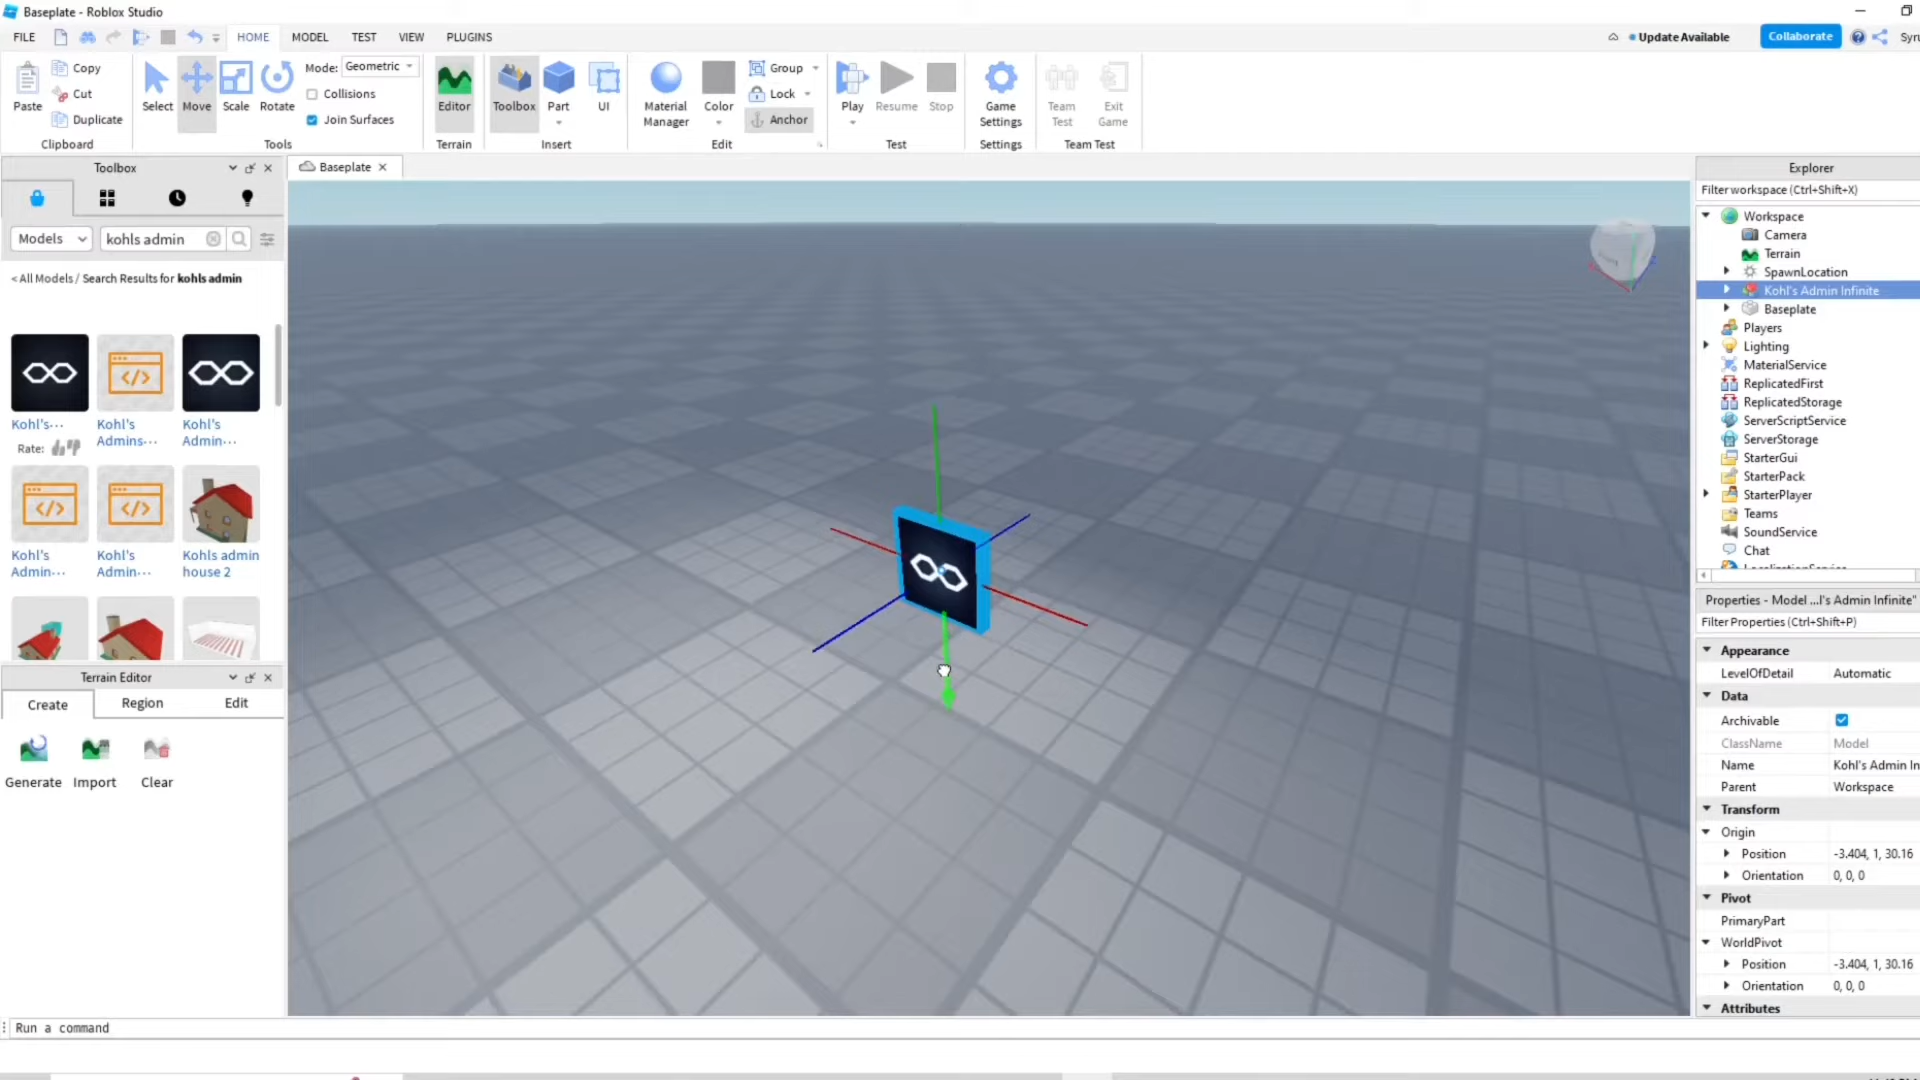 Baseplate - Roblox Studio
FILE HOME MODEL TEST VIEW PLUGINS Update Available Collaborate
Paste Copy Cut Duplicate
Clipboard
Select Move Scale Rotate
Mode: Geometric
Collisions
Join Surfaces
Tools
Editor
Terrain
Toolbox Part UI
Insert
Material Manager Color Group Lock Anchor
Edit
Play Resume Stop
Test
Game Settings
Settings
Team Test Exit Game
Team Test
Toolbox
Models kohls admin
< All Models / Search Results for kohls admin
Kohl's···
Rate:
Kohl's Admins···
Kohl's Admin···
Kohl's Admin···
Kohl's Admin···
Kohls admin house 2
Terrain Editor
Create Region Edit
Generate Import Clear
Run a command
Baseplate
Explorer
Filter workspace (Ctrl+Shift+X)
Workspace
Camera
Terrain
SpawnLocation
Kohl's Admin Infinite
Baseplate
Players
Lighting
MaterialService
ReplicatedFirst
ReplicatedStorage
ServerScriptService
ServerStorage
StarterGui
StarterPack
StarterPlayer
Teams
SoundService
Chat
Properties - Model ...l's Admin Infinite"
Filter Properties (Ctrl+Shift+P)
Appearance
LevelOfDetail Automatic
Data
Archivable
ClassName Model
Name Kohl's Admin In
Parent Workspace
Transform
Origin
Position -3.404, 1, 30.16
Orientation 0, 0, 0
Pivot
PrimaryPart
WorldPivot
Position -3.404, 1, 30.16
Orientation 0, 0, 0
Attributes